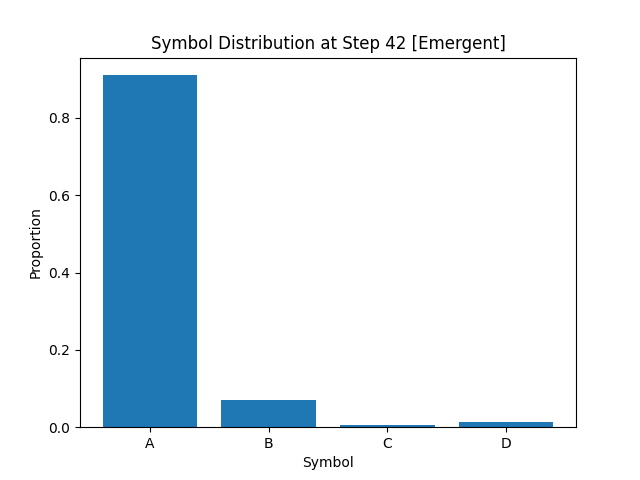 Symbol Distribution at Step 42 [Emergent]
Proportion
0.8
0.6
0.4
0.2
0.0
A B C D
Symbol